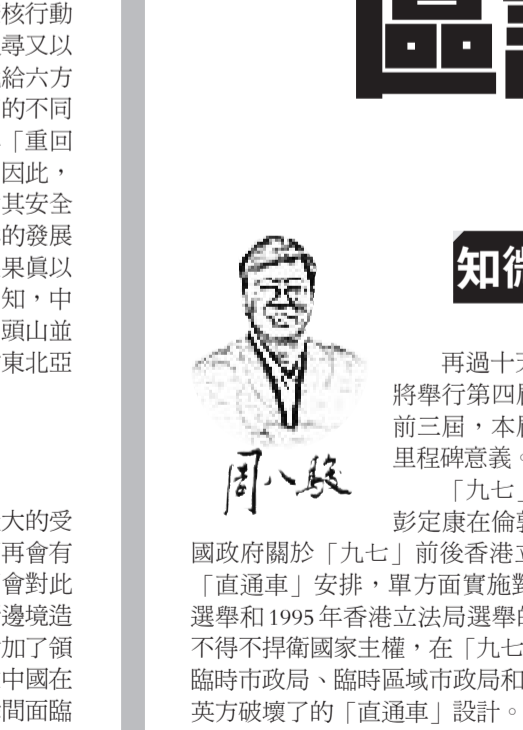 核行動
尋又以
給六方
的不同
「重回
因此，
其安全
的發展
果眞以
知，中
頭山並
東北亞
大的受
再會有
會對此
邊境造
加了領
中國在
間面臨
區
知微
周八駿
再過十天
將舉行第四屆
前三屆，本屆
里程碑意義。
「九七」
彭定康在倫敦
國政府關於「九七」前後香港立
「直通車」安排，單方面實施對
選舉和1995年香港立法局選舉的
不得不捍衛國家主權，在「九七
臨時市政局、臨時區域市政局和
英方破壞了的「直通車」設計。